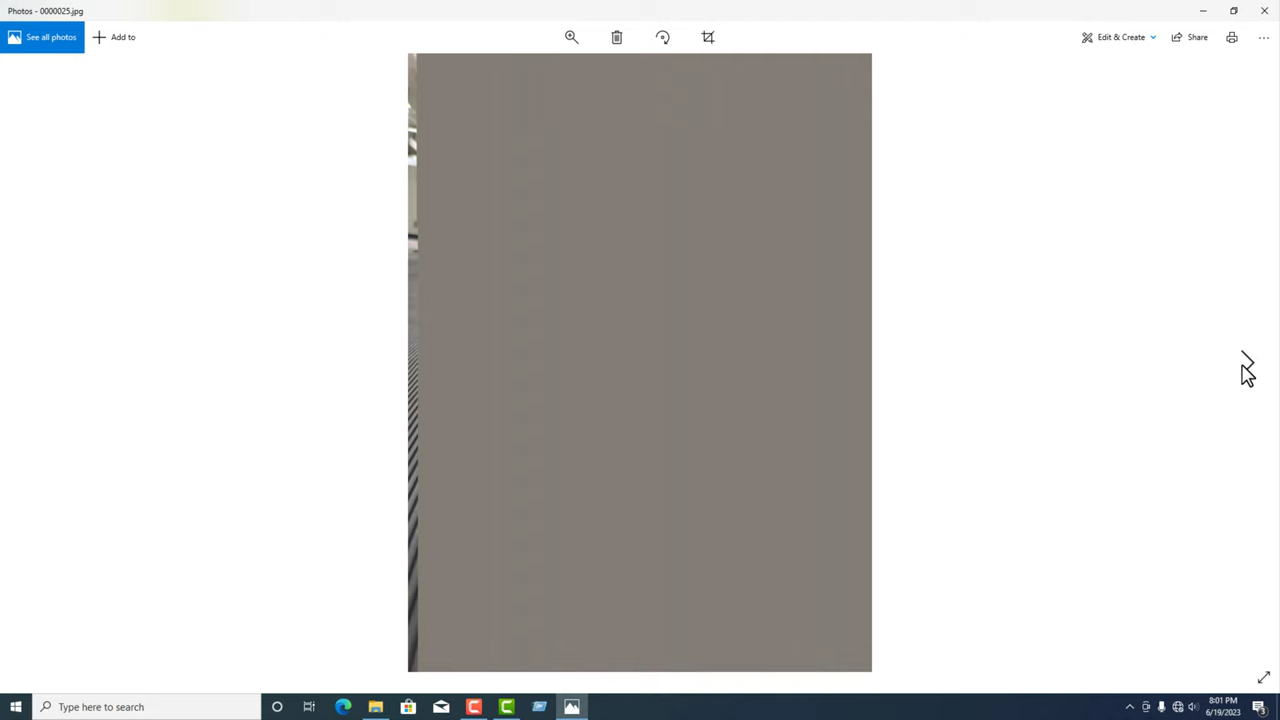 Photos - 0000025.jpg
See all photos
Add to
Edit & Create
Share
Type here to search
8:01 PM
6/19/2023
3